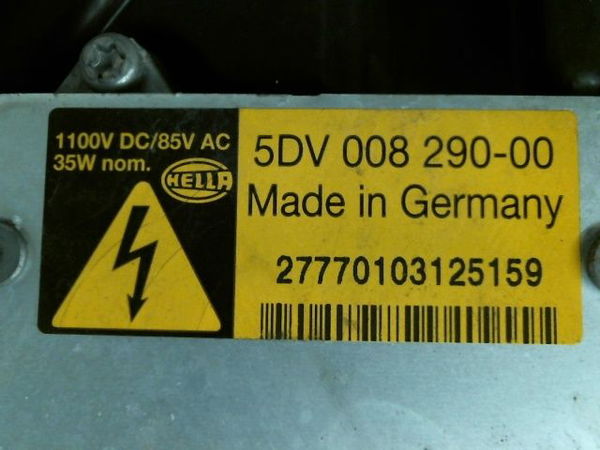 1100V DC/85V AC
35W nom.
HELLA
5DV 008 290-00
Made in Germany
27770103125159